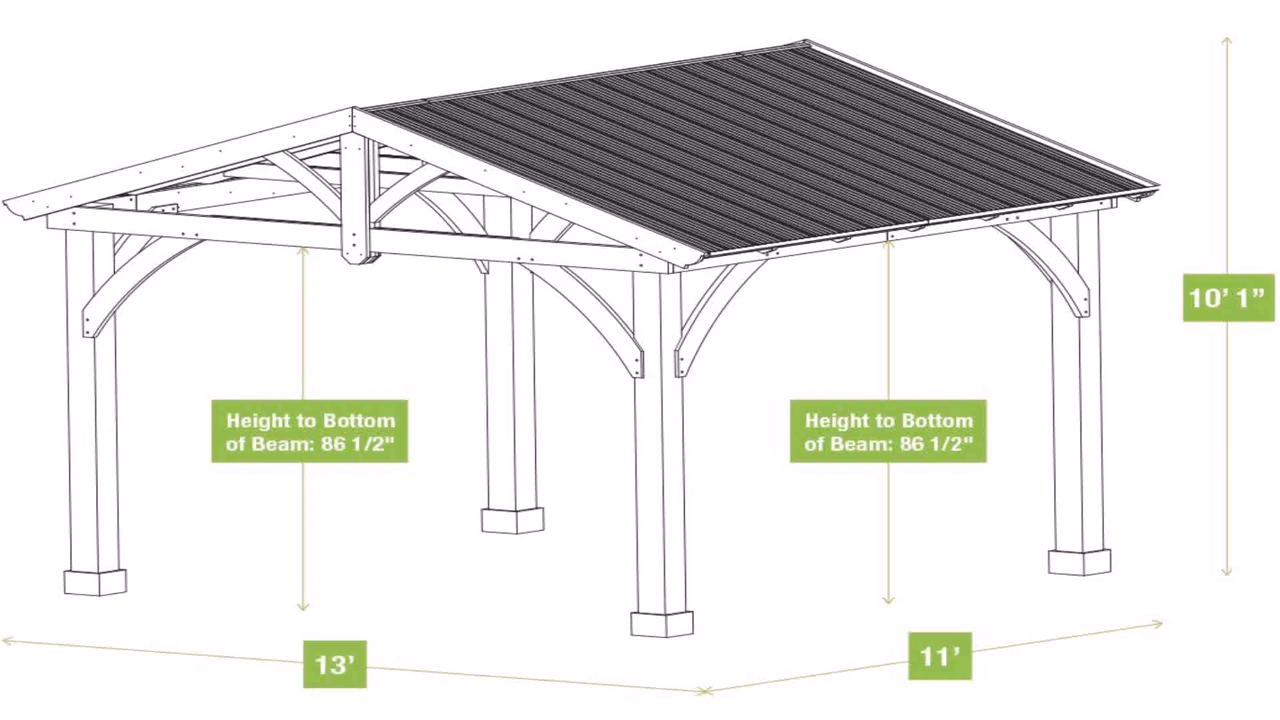 10’ 1”
Height to Bottom
of Beam: 86 1/2"
Height to Bottom
of Beam: 86 1/2"
13’
11’